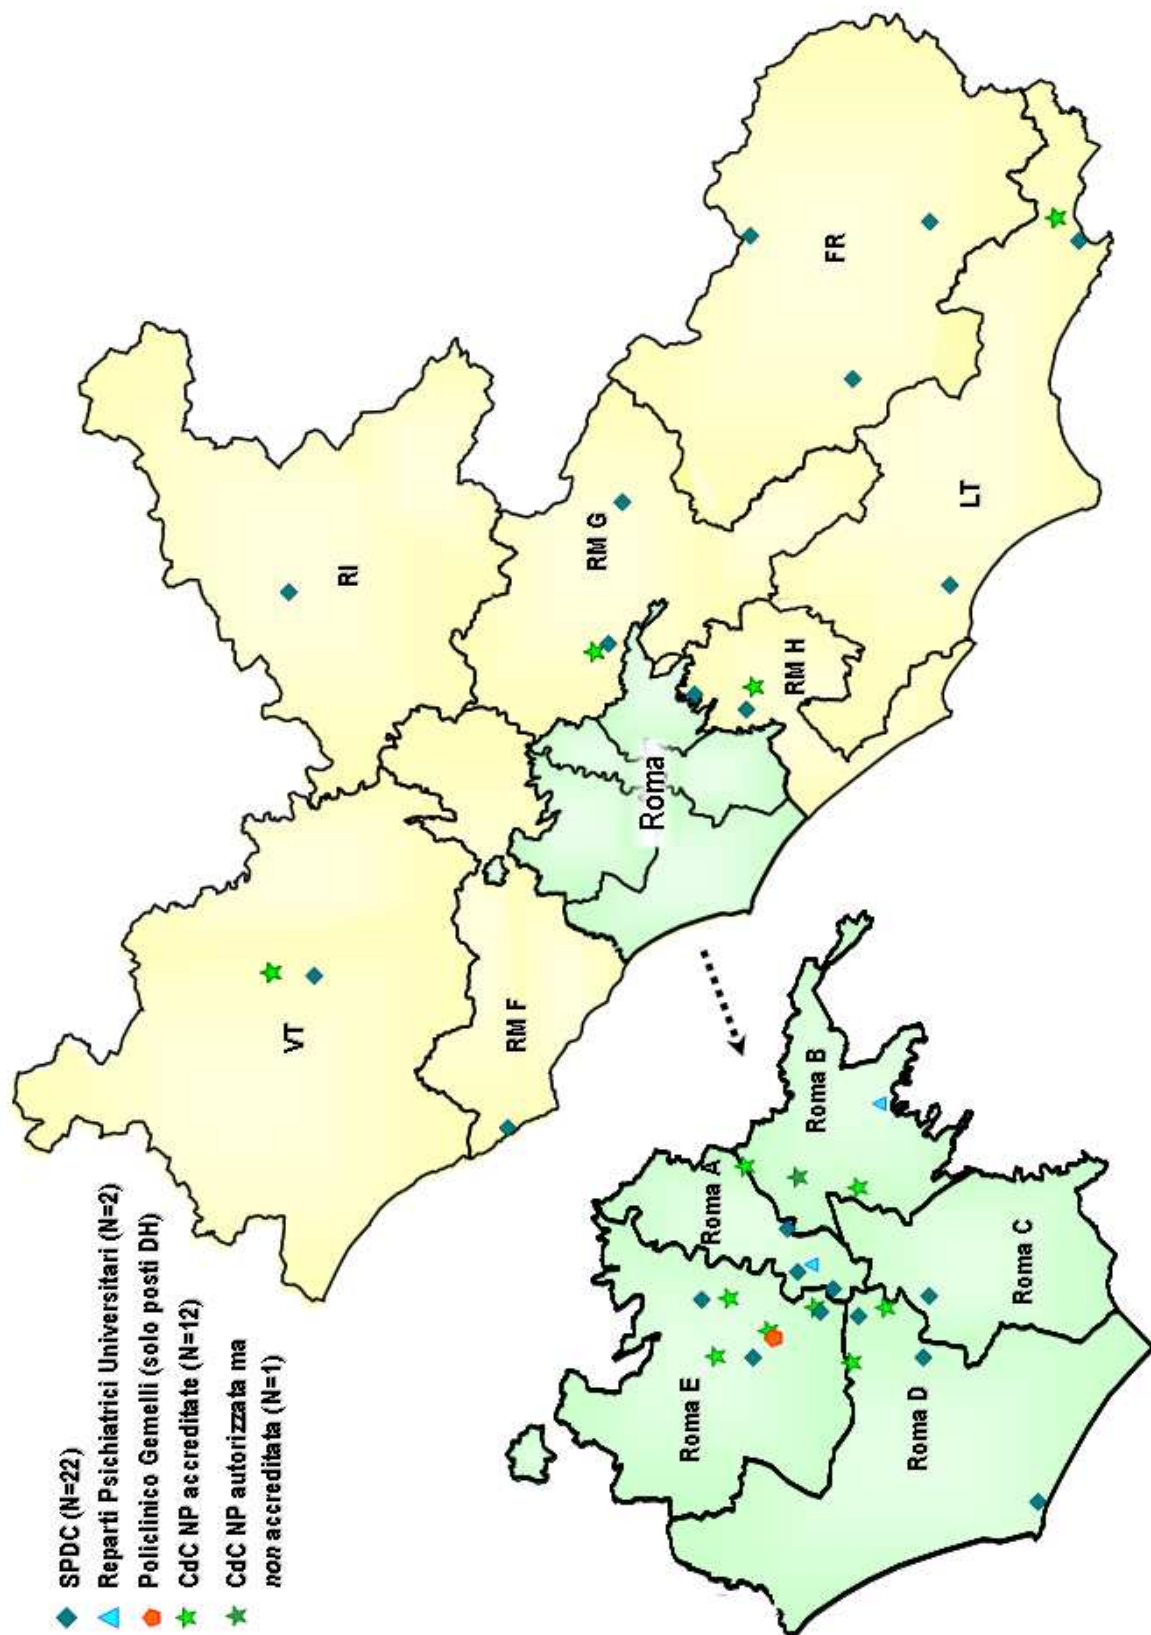 SPDC (N=22)
Reparti Psichiatrici Universitari (N=2)
Policlinico Gemelli (solo posti DH)
CdC NP accreditate (N=12)
CdC NP autorizzata ma
non accreditata (N=1)
VT
RI
RM F
RM G
Roma
RM H
FR
LT
Roma E
Roma A
Roma B
Roma D
Roma C